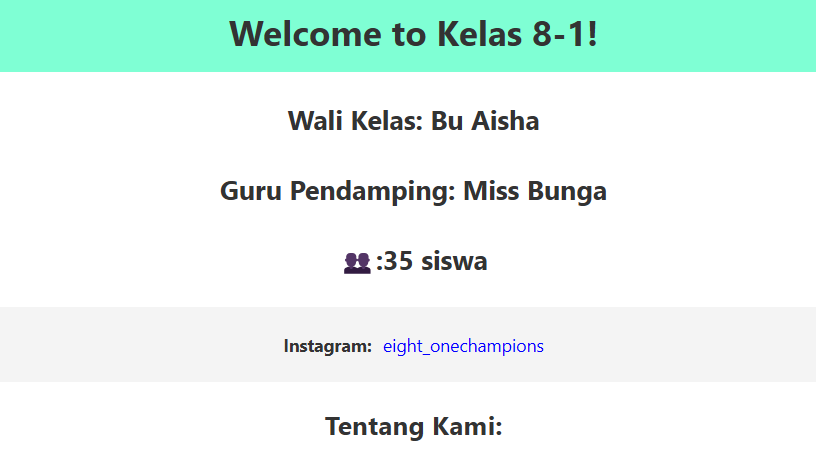 Welcome to Kelas 8-1!
Wali Kelas: Bu Aisha
Guru Pendamping: Miss Bunga
👥 :35 siswa
Instagram: eight_onechampions
Tentang Kami: